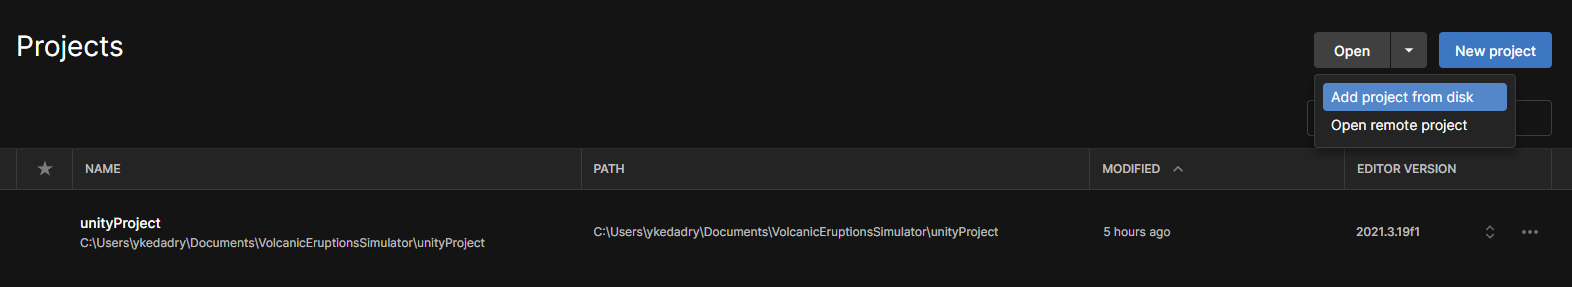 Projects
Open
New project
Add project from disk
Open remote project
NAME
PATH
MODIFIED
EDITOR VERSION
unityProject
C:\Users\ykedadry\Documents\VolcanicEruptionsSimulator\unityProject
C:\Users\ykedadry\Documents\VolcanicEruptionsSimulator\unityProject
5 hours ago
2021.3.19f1